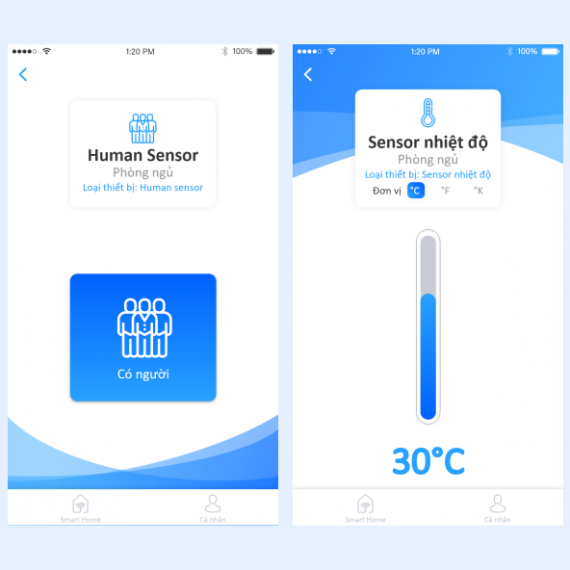 1:20 PM
100%
Human Sensor
Phòng ngủ
Loại thiết bị: Human sensor
Có người
Smart Home
Cá nhân
1:20 PM
100%
Sensor nhiệt độ
Phòng ngủ
Loại thiết bị: Sensor nhiệt độ
Đơn vị °C °F °K
30°C
Smart Home
Cá nhân